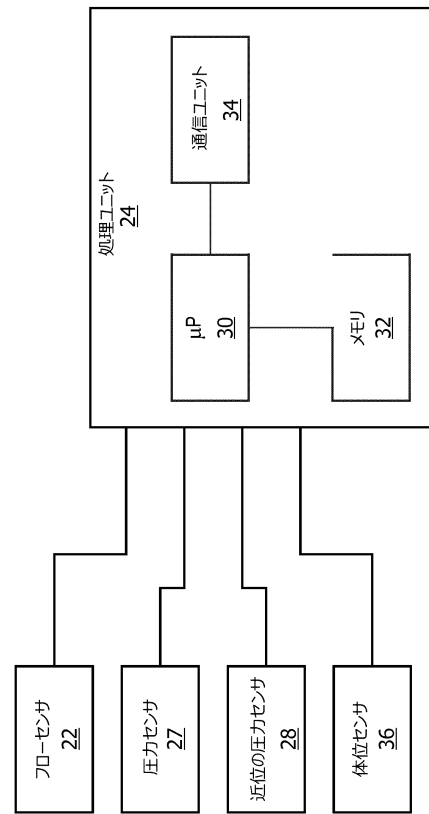 処理ユニット
24
μP
30
通信ユニット
34
メモリ
32
フローセンサ
22
圧力センサ
27
近位の圧力センサ
28
体位センサ
36